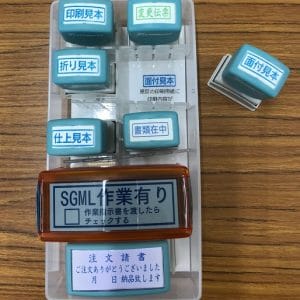 印刷見本
変更伝票
折り見本
面付見本
面付見本
仕上見本
書類在中
SGML作業有り
作業指示書を渡したら
チェックする
注文請書
ご注文ありがとうございました
月 日 納品致します